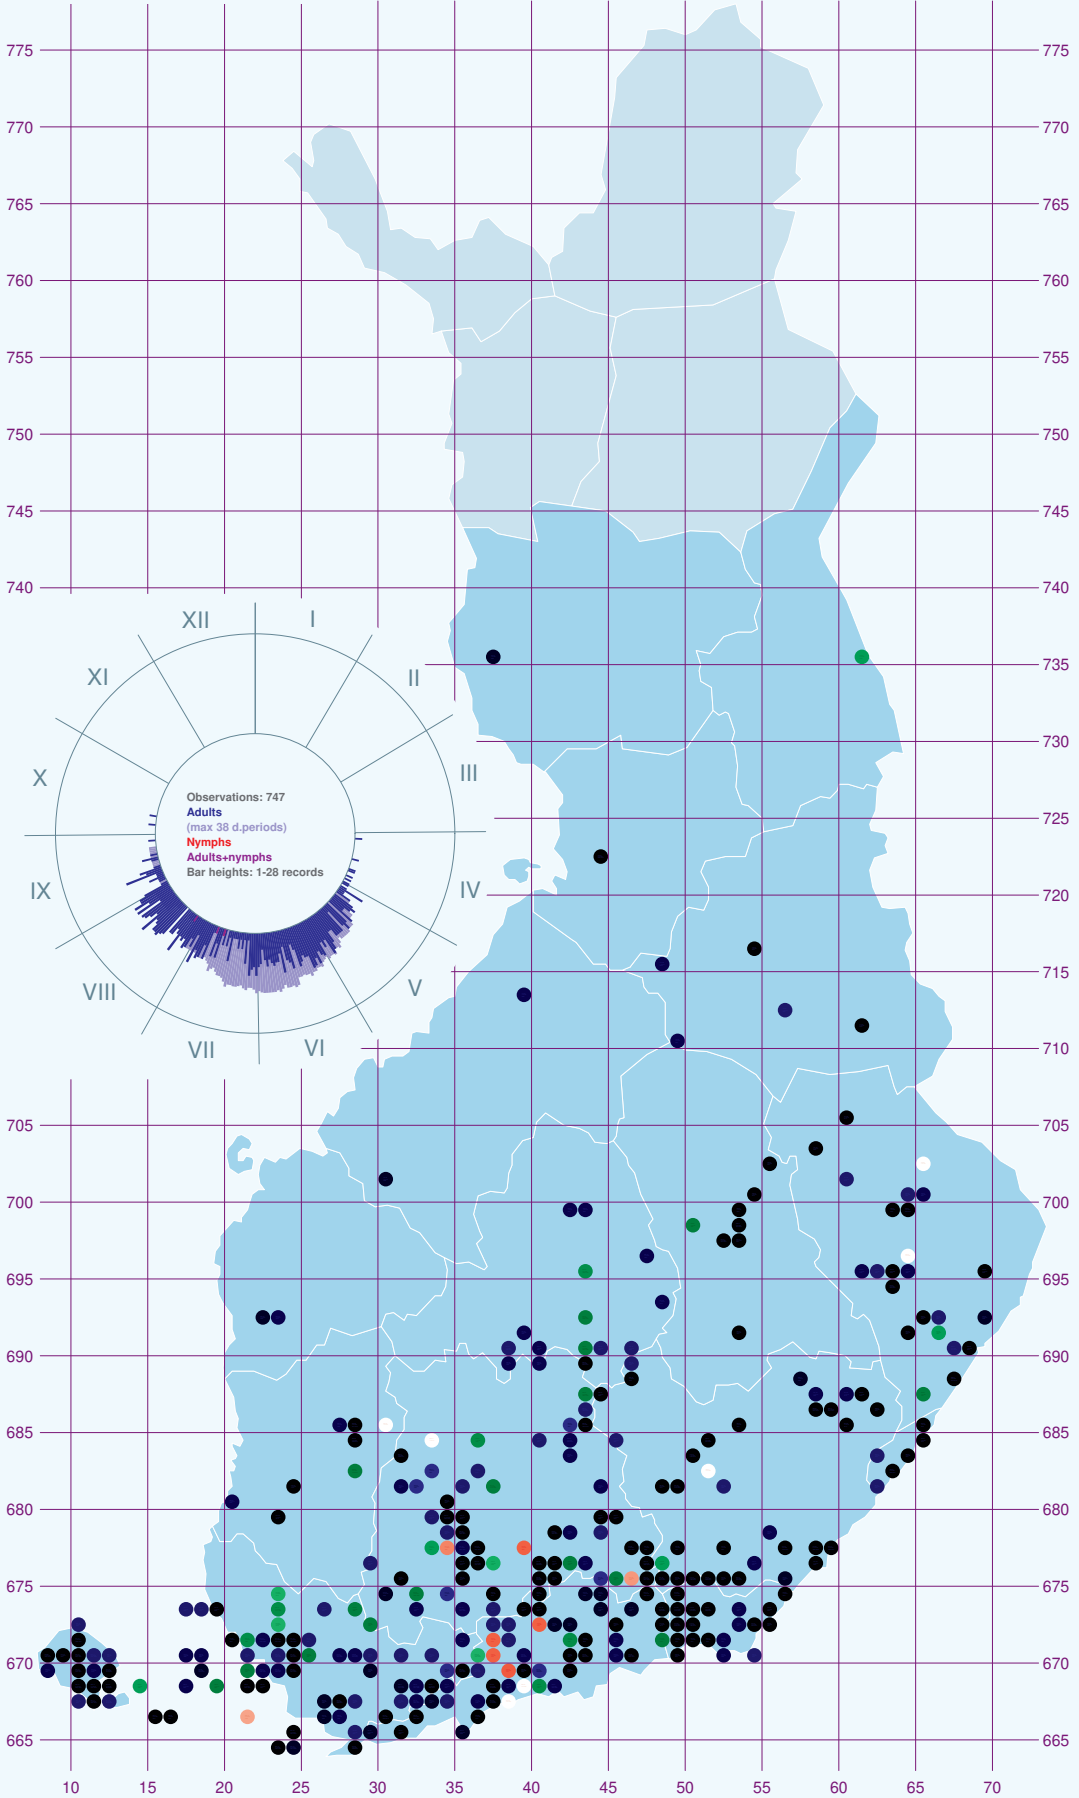 775 775
770 770
765 765
760 760
755 755
750 750
745 745
740 740
XII I
XI II
735 735
730 730
X III
Observations: 747
Adults
(max 38 d.periods)
Nymphs
Adults+nymphs
Bar heights: 1-28 records
725 725
IX IV
720 720
VIII V
715 715
VII VI
710 710
705 705
700 700
695 695
690 690
685 685
680 680
675 675
670 670
665 665
10 15 20 25 30 35 40 45 50 55 60 65 70